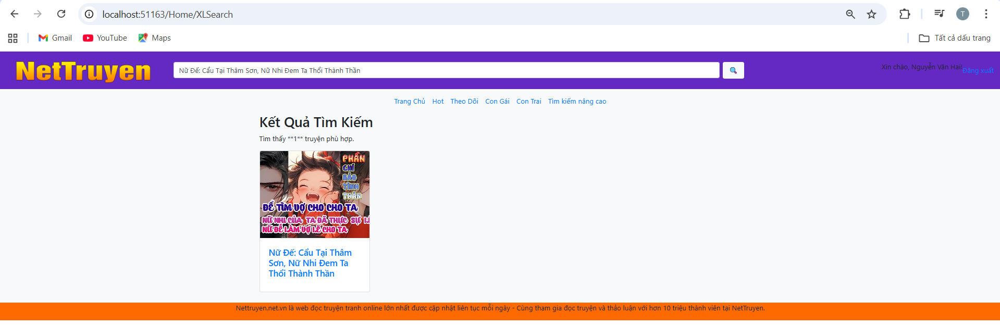 localhost:51163/Home/XLSearch
T
Gmail
YouTube
Maps
Tất cả dấu trang
NetTruyen
Nữ Đế: Cẩu Tại Thâm Sơn, Nữ Nhi Đem Ta Thổi Thành Thần
Xin chào, Nguyễn Văn Hai!
Đăng xuất
Trang Chủ Hot Theo Dõi Con Gái Con Trai Tìm kiếm nâng cao
Kết Quả Tìm Kiếm
Tìm thấy **1** truyện phù hợp.
PHẦN
CHÍ
BẢO
TÌNH
THÂN
ĐỂ TÌM VỢ CHO CHO TA
NỮ NHI CỦA TA ĐÃ THỰC SỰ
NỮ ĐẾ LÀM VỢ LẼ CHO TA
Nữ Đế: Cẩu Tại Thâm
Sơn, Nữ Nhi Đem Ta
Thổi Thành Thần
Nettruyen.net.vn là web đọc truyện tranh online lớn nhất được cập nhật liên tục mỗi ngày - Cùng tham gia đọc truyện và thảo luận với hơn 10 triệu thành viên tại NetTruyen.